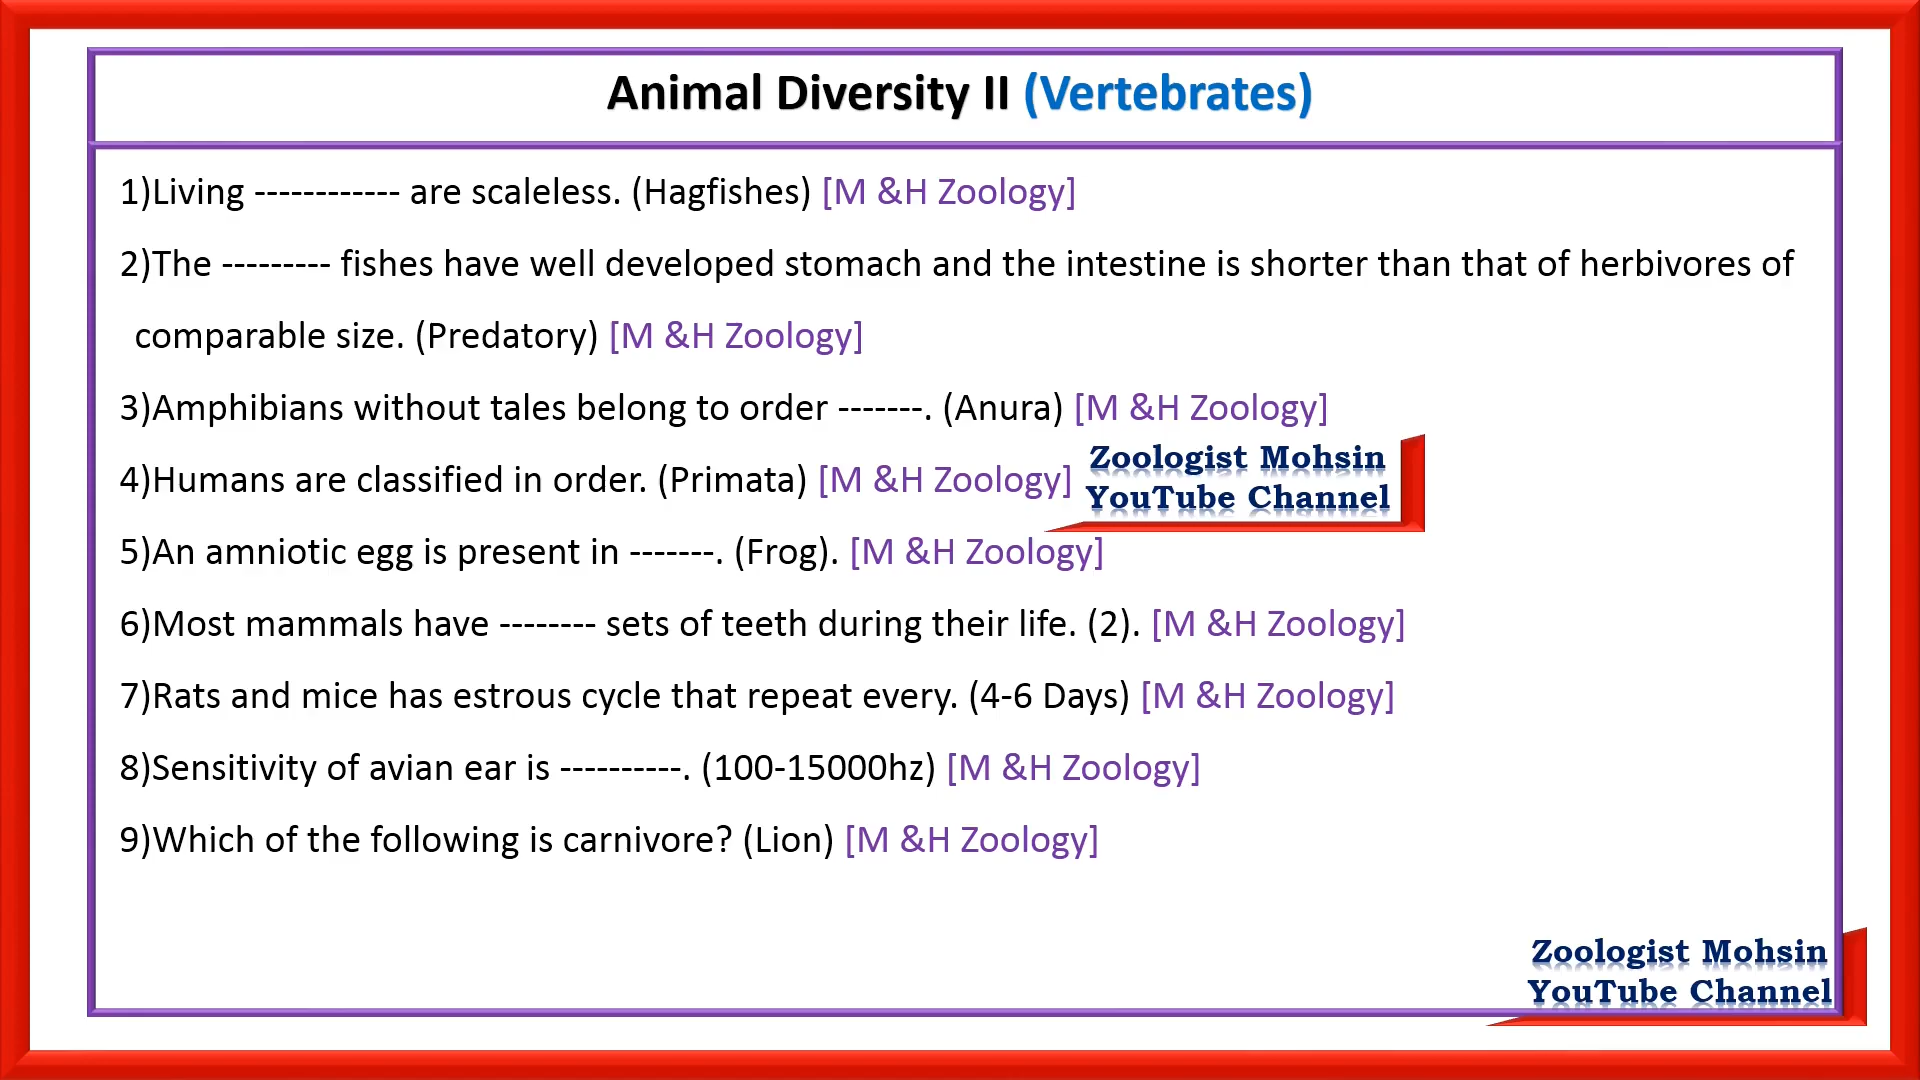 Animal Diversity II (Vertebrates)
1)Living ------------ are scaleless. (Hagfishes) [M &H Zoology]
2)The --------- fishes have well developed stomach and the intestine is shorter than that of herbivores of
comparable size. (Predatory) [M &H Zoology]
3)Amphibians without tales belong to order -------. (Anura) [M &H Zoology]
4)Humans are classified in order. (Primata) [M &H Zoology]
Zoologist Mohsin
YouTube Channel
5)An amniotic egg is present in -------. (Frog). [M &H Zoology]
6)Most mammals have -------- sets of teeth during their life. (2). [M &H Zoology]
7)Rats and mice has estrous cycle that repeat every. (4-6 Days) [M &H Zoology]
8)Sensitivity of avian ear is ----------. (100-15000hz) [M &H Zoology]
9)Which of the following is carnivore? (Lion) [M &H Zoology]
Zoologist Mohsin
YouTube Channel